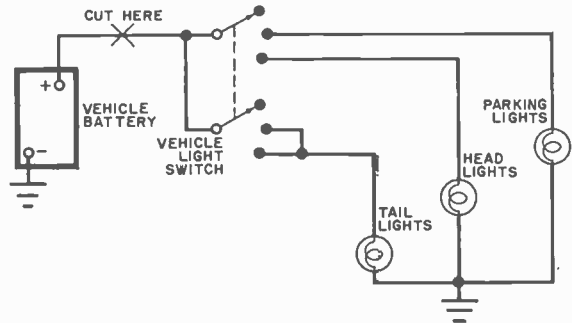 CUT HERE
+
VEHICLE
BATTERY
-
VEHICLE
LIGHT
SWITCH
PARKING
LIGHTS
HEAD
LIGHTS
TAIL
LIGHTS